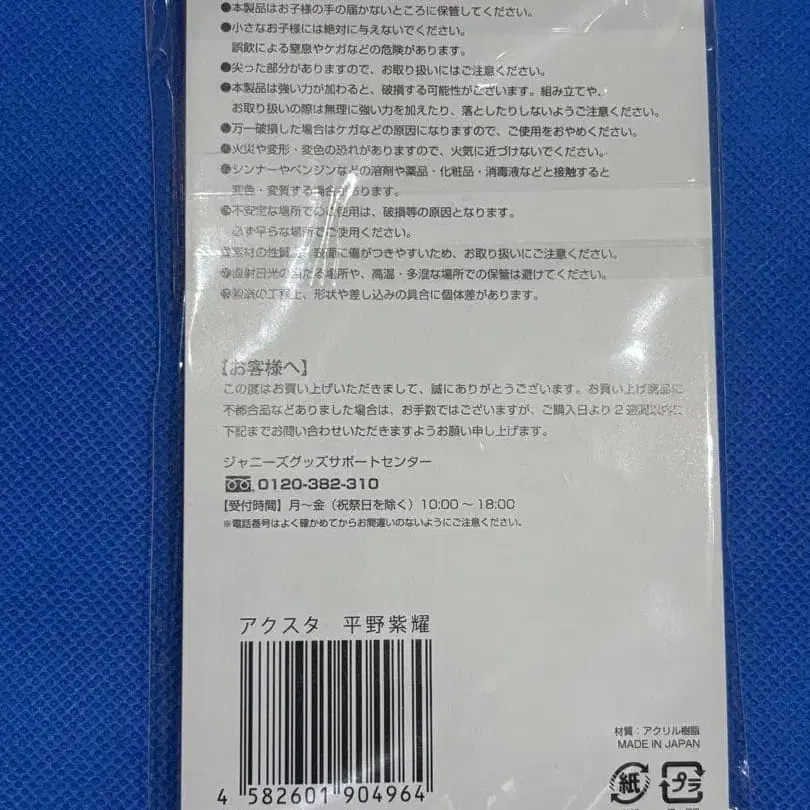 ●本製品はお子様の手の届かないところに保管してください。
●小さなお子様には絶対に与えないでください。
誤飲による窒息やケガなどの危険があります。
●尖った部分がありますので、お取り扱いにはご注意ください。
●本製品は強い力が加わると、破損する可能性がございます。組み立てや、
お取り扱いの際は無理に強い力を加えたり、落としたりしないようご注意ください。
●万一破損した場合はケガなどの原因になりますので、ご使用をおやめください。
●火災や変形・変色の恐れがありますので、火気に近づけないでください。
●シンナーやベンジンなどの溶剤や薬品・化粧品・消毒液などと接触すると
変色・変質する場合があります。
●不安定な場所でのご使用は、破損等の原因となります。
必ず平らな場所でご使用ください。
●素材の性質上、表面に傷がつきやすいため、お取り扱いにご注意ください。
●直射日光の当たる場所や、高温・多湿な場所での保管は避けてください。
●製造の工程上、形状や差し込みの具合に個体差があります。
【お客様へ】
この度はお買い上げいただきまして、誠にありがとうございます。お買い上げ商品に
不都合品などありました場合は、お手数ではございますが、ご購入日より2週間以内に
下記までお問い合わせいただきますようお願い申し上げます。
ジャニーズグッズサポートセンター
0120-382-310
【受付時間】月～金（祝祭日を除く）10:00～18:00
※電話番号はよく確かめてからお間違いのないようにご注意ください。
アクスタ 平野紫耀
4 582601 904964
材質：アクリル樹脂
MADE IN JAPAN
紙 プラ